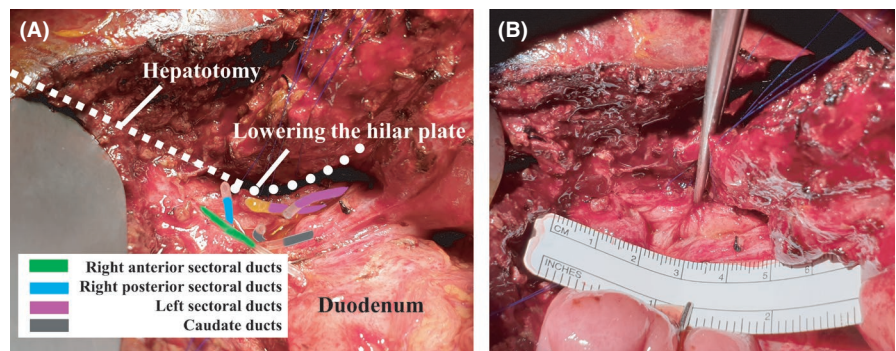 (A)
Hepatotomy
Lowering the hilar plate
Right anterior sectoral ducts
Right posterior sectoral ducts
Left sectoral ducts
Caudate ducts
Duodenum
(B)
CM 1 2 3 4 5 6
INCHES 1 2